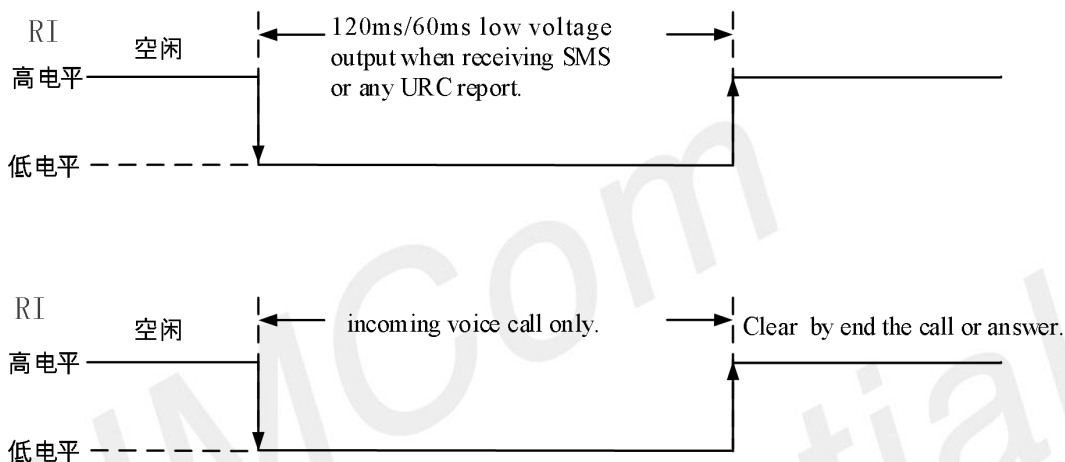 RI
空闲
120ms/60ms low voltage
output when receiving SMS
or any URC report.
高电平
低电平
RI
空闲
incoming voice call only.
Clear by end the call or answer.
高电平
低电平